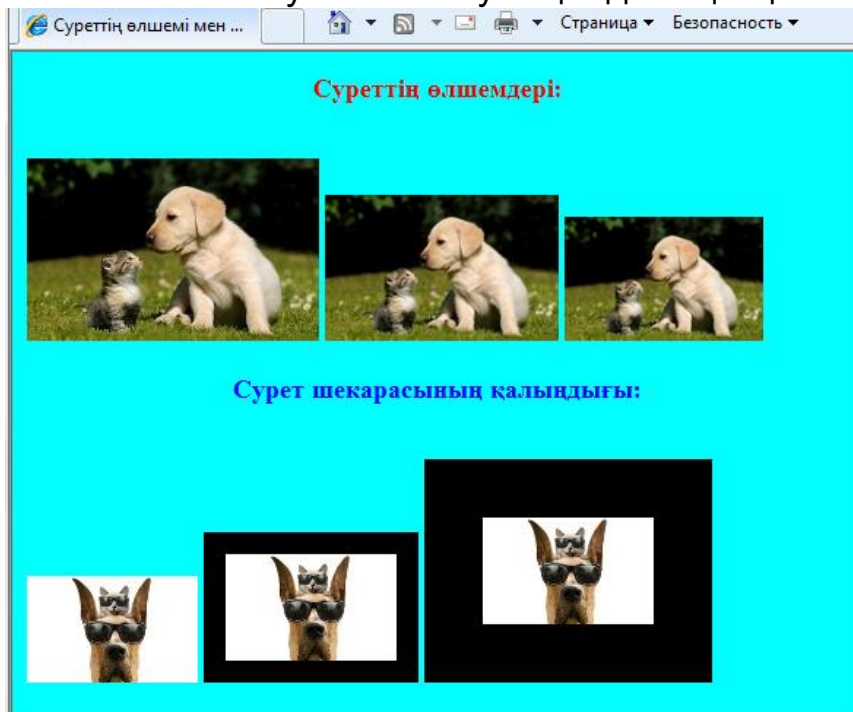 Суреттің өлшемі мен ...
Страница
Безопасность
Суреттің өлшемдері:
Сурет шекарасының қалыңдығы: